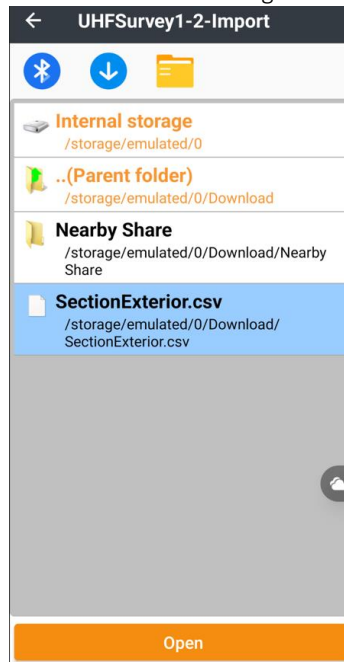 UHFSurvey1-2-Import
Internal storage
/storage/emulated/0
..(Parent folder)
/storage/emulated/0/Download
Nearby Share
/storage/emulated/0/Download/Nearby
Share
SectionExterior.csv
/storage/emulated/0/Download/
SectionExterior.csv
Open